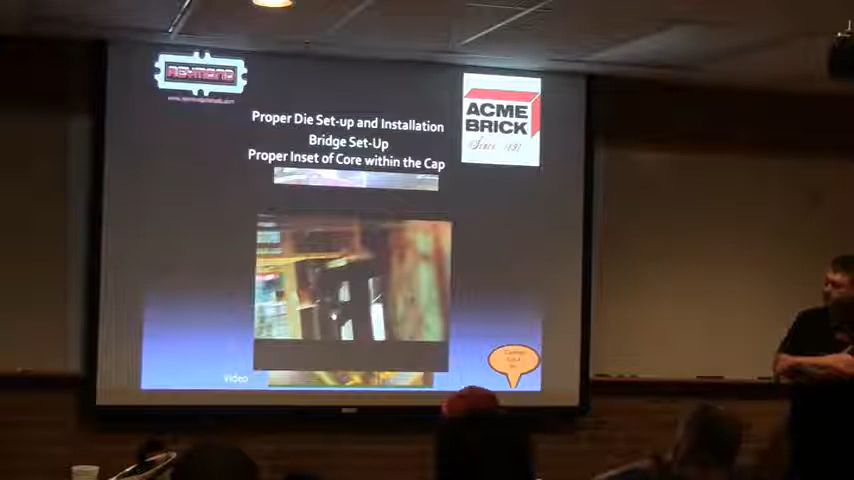 REYMOND
Proper Die Set-up and Installation
Bridge Set-Up
Proper Inset of Core within the Cap
ACME
BRICK
Since 1891
Video